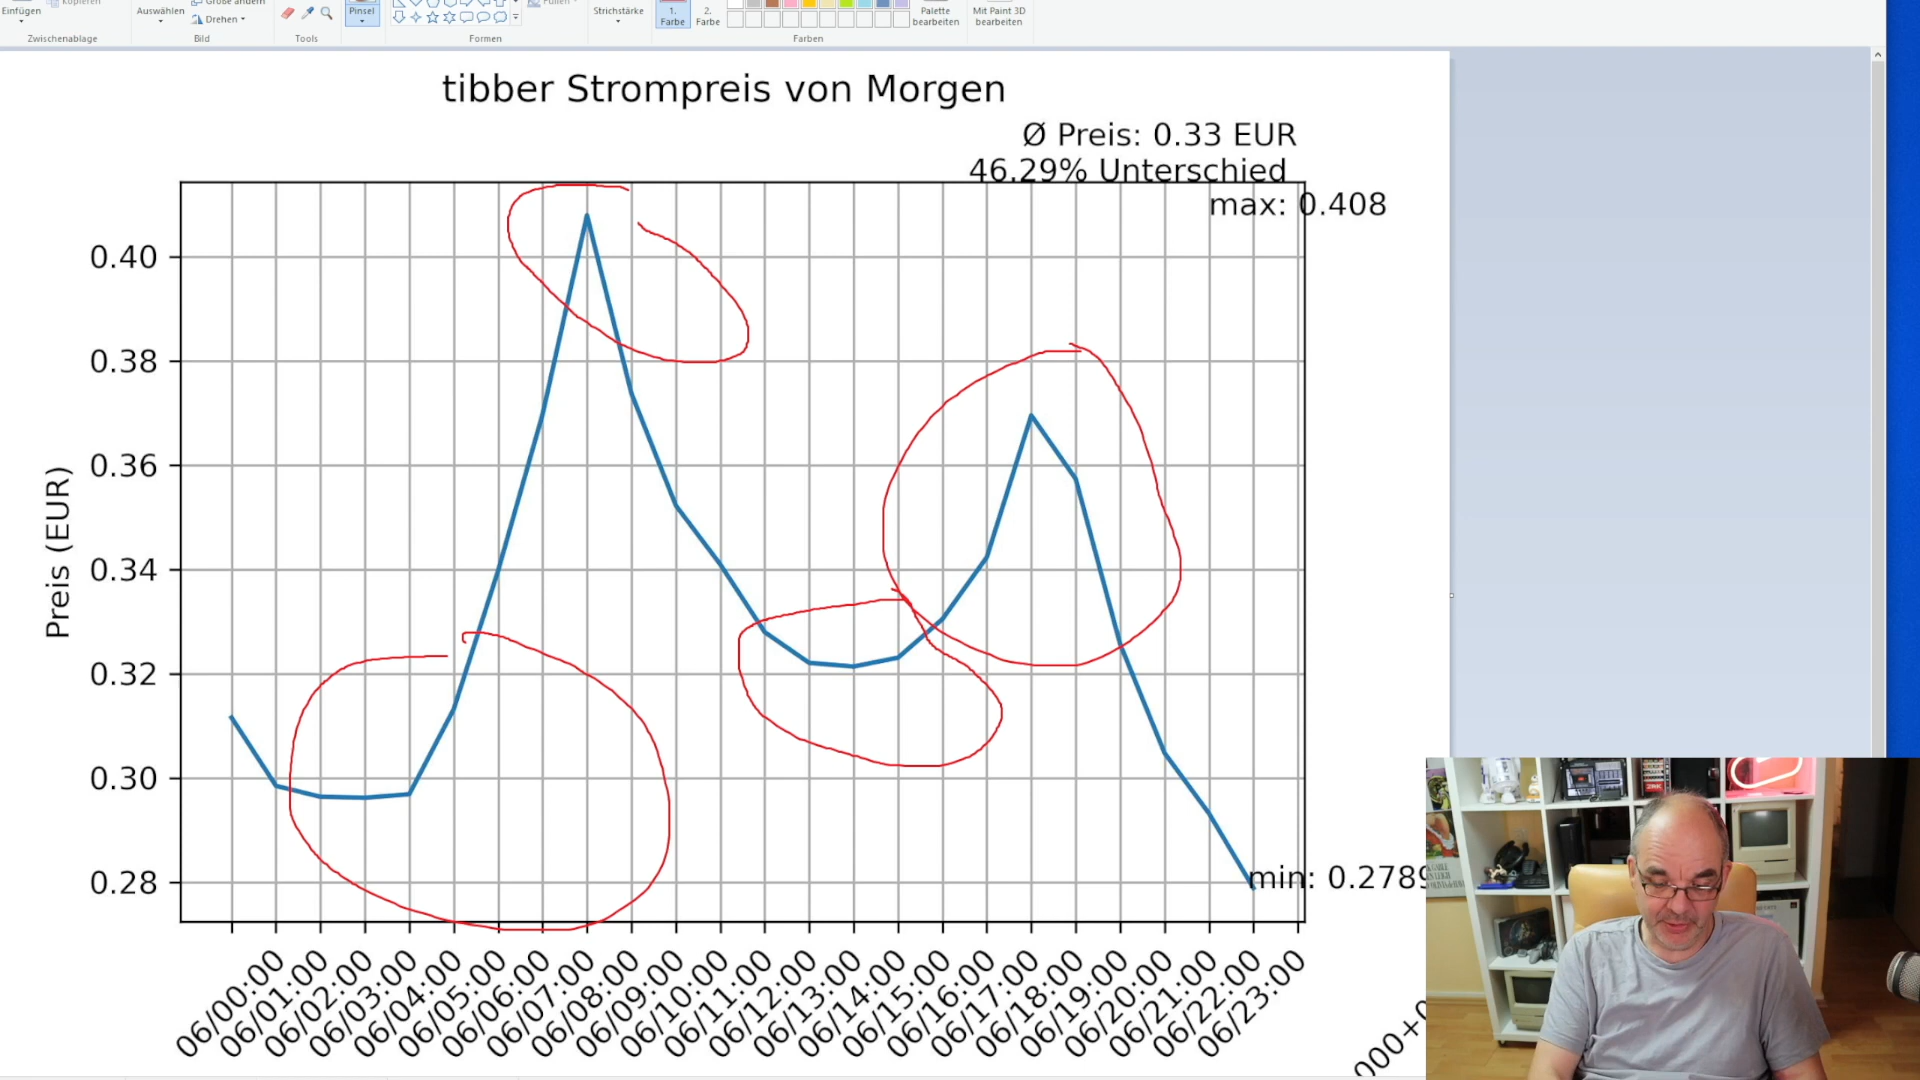 Einfügen
Kopieren
Zwischenablage
Auswählen
Größe ändern
Drehen
Bild
Tools
Pinsel
Formen
Füllen
Strichstärke
1. Farbe
2. Farbe
Palette bearbeiten
Mit Paint 3D bearbeiten
Farben
tibber Strompreis von Morgen
Ø Preis: 0.33 EUR
46.29% Unterschied
max: 0.408
0.40
0.38
0.36
0.34
0.32
0.30
0.28
Preis (EUR)
min: 0.2789
06/00:00
06/01:00
06/02:00
06/03:00
06/04:00
06/05:00
06/06:00
06/07:00
06/08:00
06/09:00
06/10:00
06/11:00
06/12:00
06/13:00
06/14:00
06/15:00
06/16:00
06/17:00
06/18:00
06/19:00
06/20:00
06/21:00
06/22:00
06/23:00
000+0